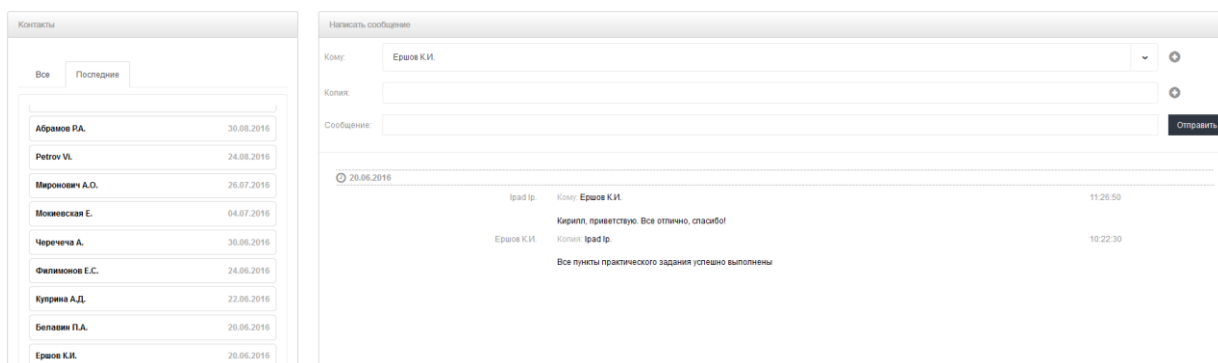 Контакты
Все Последние
Абрамов Р.А. 30.08.2016
Petrov Vi. 24.08.2016
Миронович А.О. 26.07.2016
Мокиевская Е. 04.07.2016
Черечеча А. 30.06.2016
Филимонов Е.С. 24.06.2016
Куприна А.Д. 22.06.2016
Белавин П.А. 20.06.2016
Ершов К.И. 20.06.2016
Написать сообщение
Кому: Ершов К.И.
Копия:
Сообщение: Отправить
20.06.2016
Ipad Ip. Кому: Ершов К.И. 11:26:50
Кирилл, приветствую. Все отлично, спасибо!
Ершов К.И. Копия: Ipad Ip. 10:22:30
Все пункты практического задания успешно выполнены